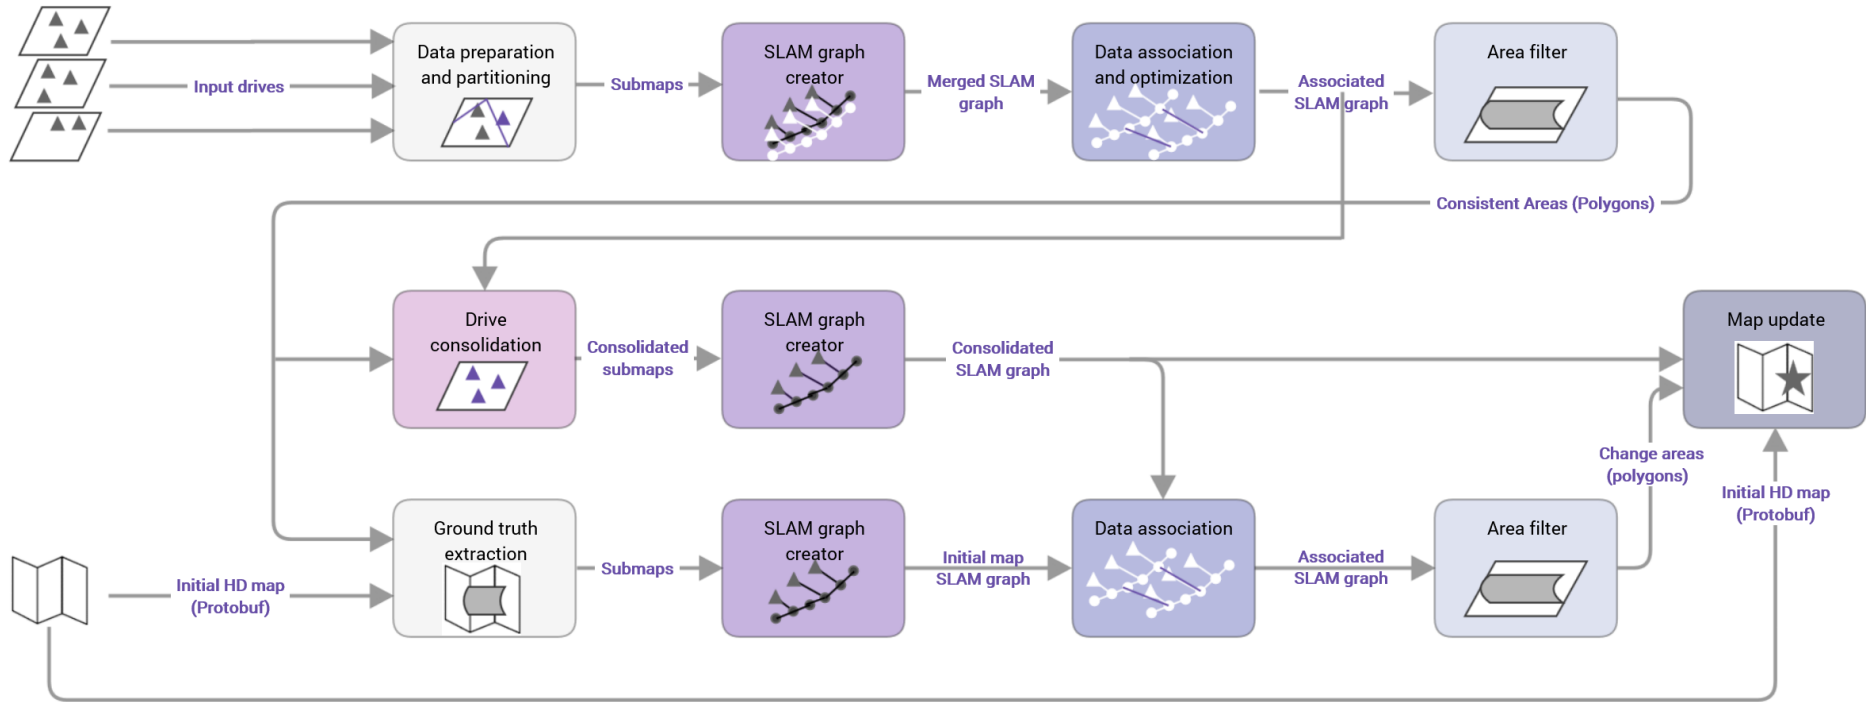 Input drives
Data preparation
and partitioning
Submaps
SLAM graph
creator
Merged SLAM
graph
Data association
and optimization
Associated
SLAM graph
Area filter
Consistent Areas (Polygons)
Drive
consolidation
Consolidated
submaps
SLAM graph
creator
Consolidated
SLAM graph
Map update
Change areas
(polygons)
Initial HD map
(Protobuf)
Initial HD map
(Protobuf)
Ground truth
extraction
Submaps
SLAM graph
creator
Initial map
SLAM graph
Data association
Associated
SLAM graph
Area filter